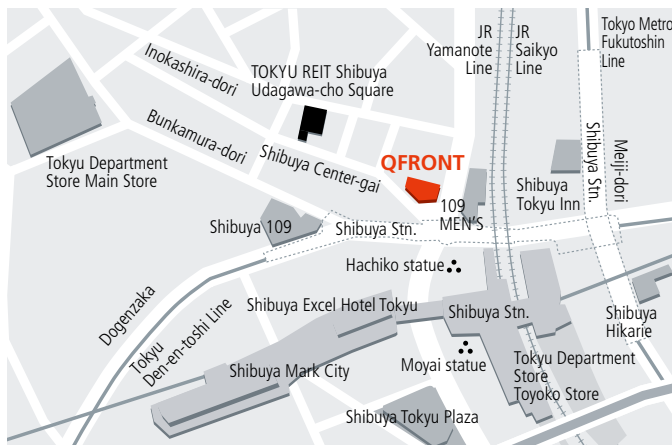 JR
Yamanote
Line
JR
Saikyo
Line
Tokyo Metro
Fukutoshin
Line
Inokashira-dori
TOKYU REIT Shibuya
Udagawa-cho Square
Bunkamura-dori
Shibuya Center-gai
Tokyu Department
Store Main Store
QFRONT
109
MEN'S
Shibuya
Tokyu Inn
Shibuya Stn.
Meiji-dori
Shibuya 109
Shibuya Stn.
Hachiko statue
Dogenzaka
Tokyu
Den-en-toshi Line
Shibuya Excel Hotel Tokyu
Shibuya Stn.
Shibuya
Hikarie
Shibuya Mark City
Moyai statue
Tokyu Department
Store
Toyoko Store
Shibuya Tokyu Plaza